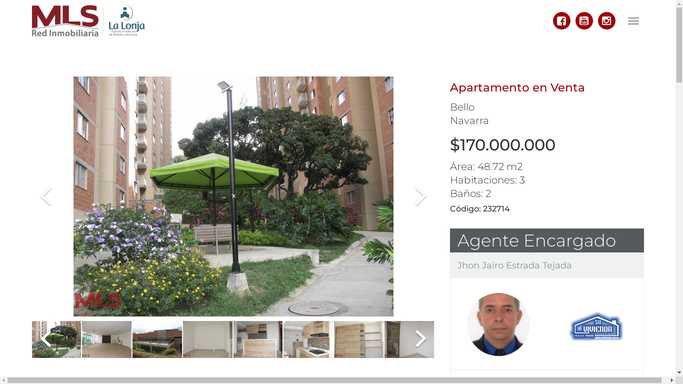 MLS
Red Inmobiliaria
La Lonja
Apartamento en Venta
Bello
Navarra
$170.000.000
Área: 48.72 m2
Habitaciones: 3
Baños: 2
Código: 232714
Agente Encargado
Jhon Jairo Estrada Tejada
MLS
VIVIENDA